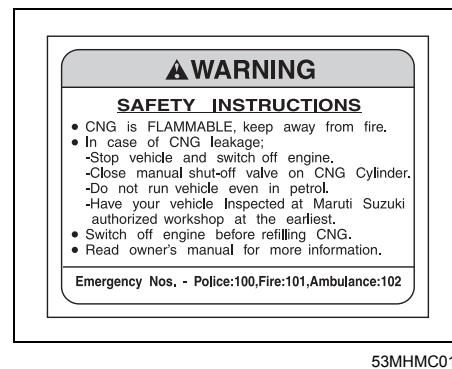 WARNING
SAFETY INSTRUCTIONS
• CNG is FLAMMABLE, keep away from fire.
• In case of CNG leakage;
-Stop vehicle and switch off engine.
-Close manual shut-off valve on CNG Cylinder.
-Do not run vehicle even in petrol.
-Have your vehicle Inspected at Maruti Suzuki
authorized workshop at the earliest.
• Switch off engine before refilling CNG.
• Read owner's manual for more information.
Emergency Nos. - Police:100,Fire:101,Ambulance:102
53MHMC01